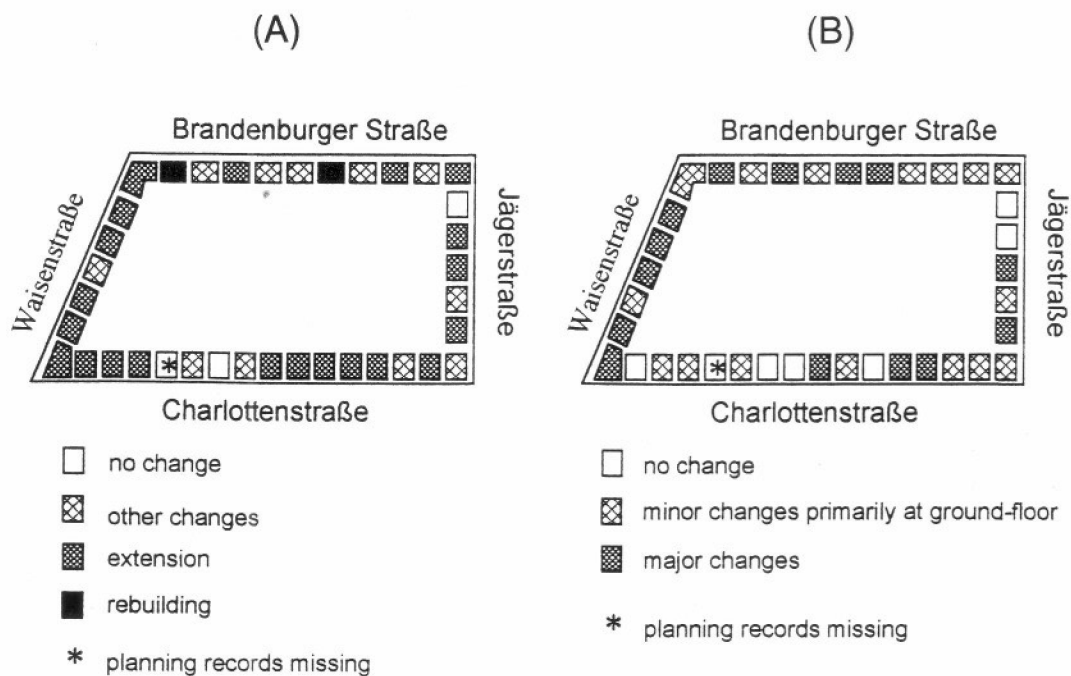 (A)
Brandenburger Straße
Waisenstraße
Jägerstraße
*
Charlottenstraße
no change
other changes
extension
rebuilding
* planning records missing
(B)
Brandenburger Straße
Waisenstraße
Jägerstraße
*
Charlottenstraße
no change
minor changes primarily at ground-floor
major changes
* planning records missing